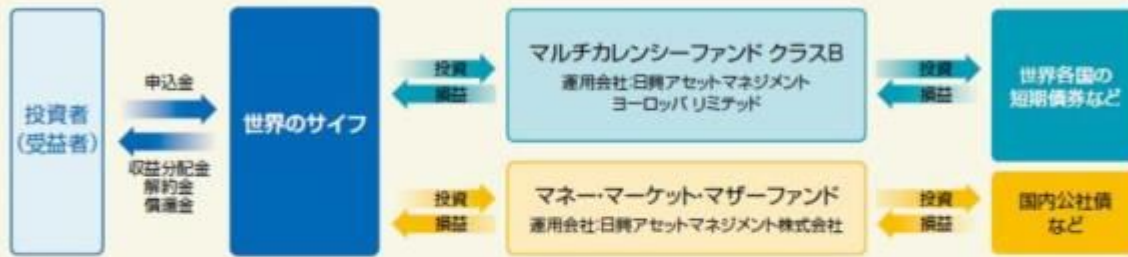 投資者
(受益者)
申込金
収益分配金
解約金
償還金
世界のサイフ
投資
損益
マルチカレンシーファンド クラスB
運用会社:日興アセットマネジメント
ヨーロッパ リミテッド
投資
損益
世界各国の
短期債券など
投資
損益
マネー・マーケット・マザーファンド
運用会社:日興アセットマネジメント株式会社
投資
損益
国内公社債
など